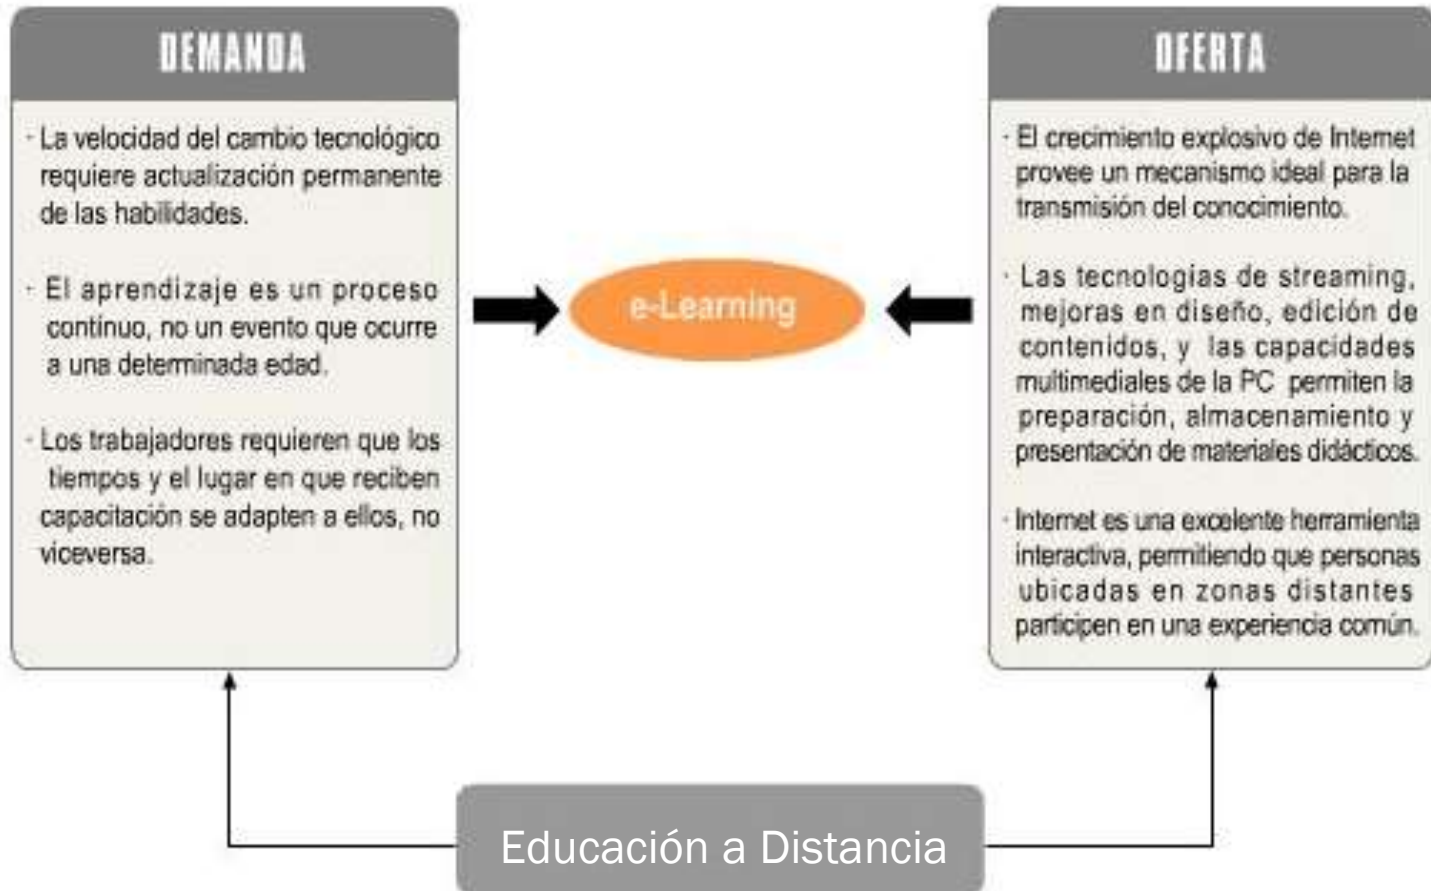 DEMANDA
· La velocidad del cambio tecnológico
requiere actualización permanente
de las habilidades.
· El aprendizaje es un proceso
contínuo, no un evento que ocurre
a una determinada edad.
· Los trabajadores requieren que los
tiempos y el lugar en que reciben
capacitación se adapten a ellos, no
viceversa.
e-Learning
OFERTA
· El crecimiento explosivo de Internet
provee un mecanismo ideal para la
transmisión del conocimiento.
· Las tecnologías de streaming,
mejoras en diseño, edición de
contenidos, y las capacidades
multimediales de la PC permiten la
preparación, almacenamiento y
presentación de materiales didácticos.
· Internet es una excelente herramienta
interactiva, permitiendo que personas
ubicadas en zonas distantes
participen en una experiencia común.
Educación a Distancia